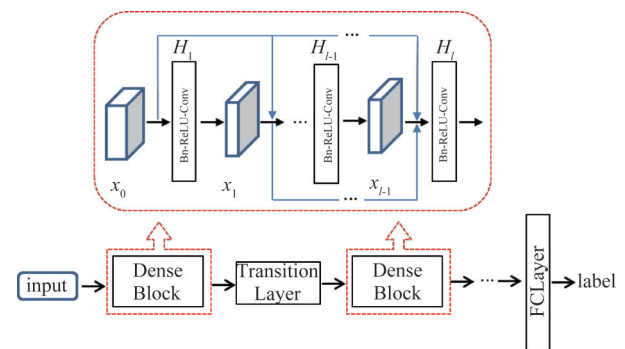 ...
H1 Hl-1 Hl
Bn-ReLU-Conv Bn-ReLU-Conv Bn-ReLU-Conv
...
x0 x1 xl-1
...
input Dense Block Transition Layer Dense Block ... FCLayer label